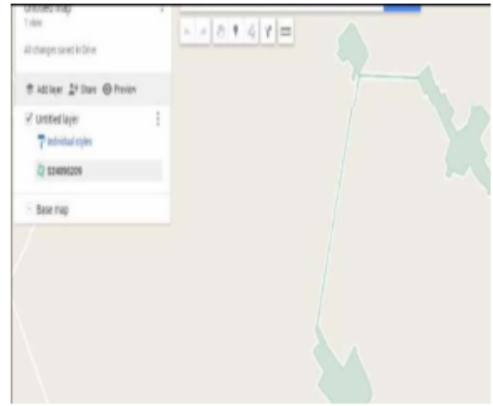 Untitled map
1 view
All changes saved in Drive
Add layer Share Preview
Untitled layer
Individual styles
Base map